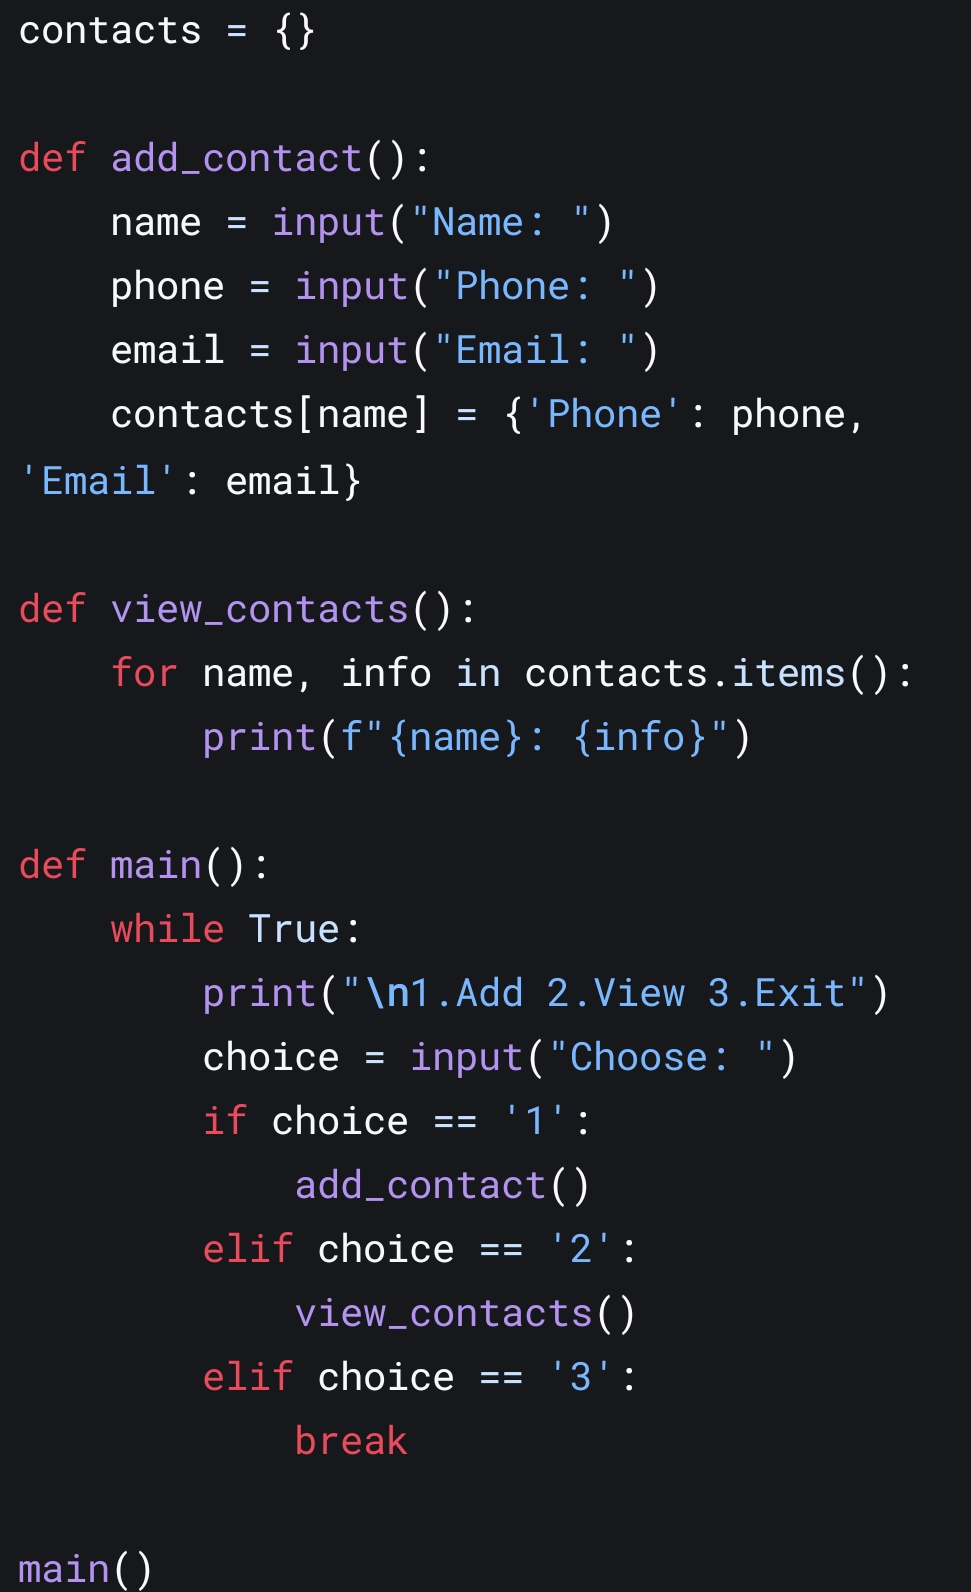 contacts = {}

def add_contact():
    name = input("Name: ")
    phone = input("Phone: ")
    email = input("Email: ")
    contacts[name] = {'Phone': phone,
'Email': email}

def view_contacts():
    for name, info in contacts.items():
        print(f"{name}: {info}")

def main():
    while True:
        print("\n1.Add 2.View 3.Exit")
        choice = input("Choose: ")
        if choice == '1':
            add_contact()
        elif choice == '2':
            view_contacts()
        elif choice == '3':
            break

main()